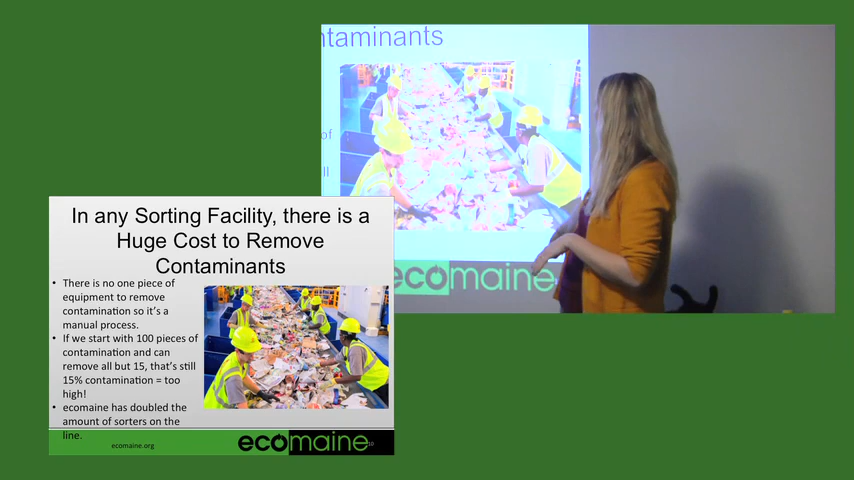 ntaminants
of
ll
ecomaine
In any Sorting Facility, there is a
Huge Cost to Remove
Contaminants
• There is no one piece of
equipment to remove
contamination so it's a
manual process.
• If we start with 100 pieces of
contamination and can
remove all but 15, that's still
15% contamination = too
high!
• ecomaine has doubled the
amount of sorters on the
line.
ecomaine.org
ecomaine
10